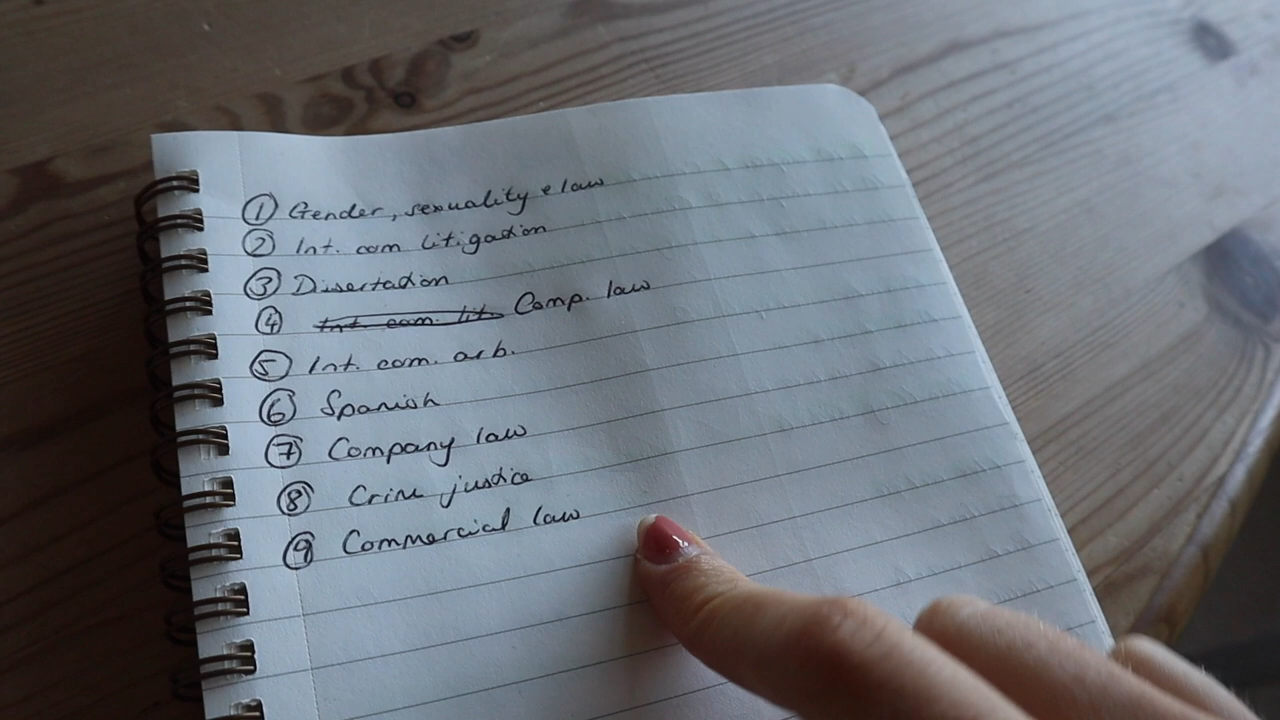 ① Gender, sexuality & law
② Int. com litigation
③ Disertation
④ Int com lit. Comp. law
⑤ Int. com. arb.
⑥ Spanish
⑦ Company law
⑧ Crim justice
⑨ Commercial law